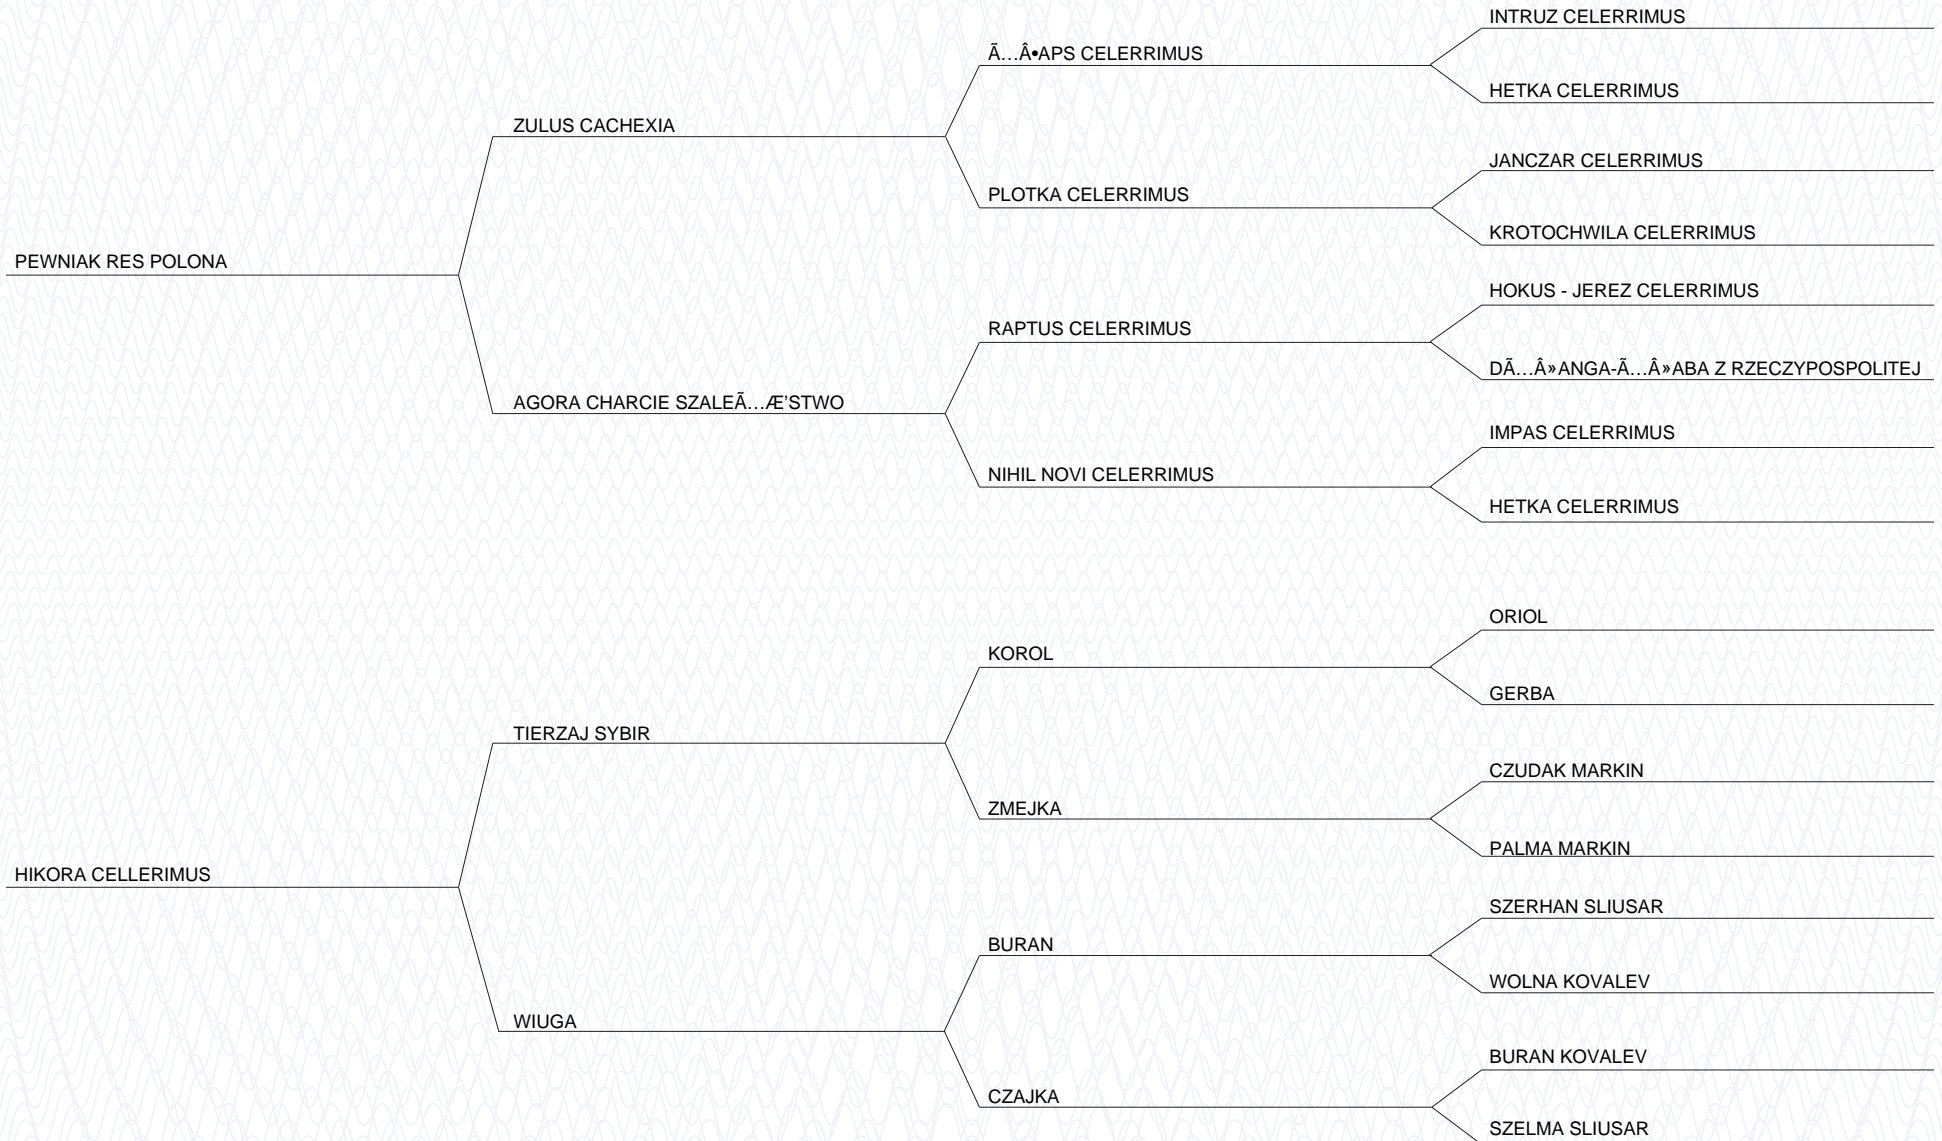 INTRUZ CELERRIMUS
Ã…Â•APS CELERRIMUS
HETKA CELERRIMUS
ZULUS CACHEXIA
JANCZAR CELERRIMUS
PLOTKA CELERRIMUS
KROTOCHWILA CELERRIMUS
PEWNIAK RES POLONA
HOKUS - JEREZ CELERRIMUS
RAPTUS CELERRIMUS
DÃ…Â»ANGA-Ã…Â»ABA Z RZECZYPOSPOLITEJ
AGORA CHARCIE SZALEÃ…Æ’STWO
IMPAS CELERRIMUS
NIHIL NOVI CELERRIMUS
HETKA CELERRIMUS
ORIOL
KOROL
GERBA
TIERZAJ SYBIR
CZUDAK MARKIN
ZMEJKA
PALMA MARKIN
HIKORA CELLERIMUS
SZERHAN SLIUSAR
BURAN
WOLNA KOVALEV
WIUGA
BURAN KOVALEV
CZAJKA
SZELMA SLIUSAR